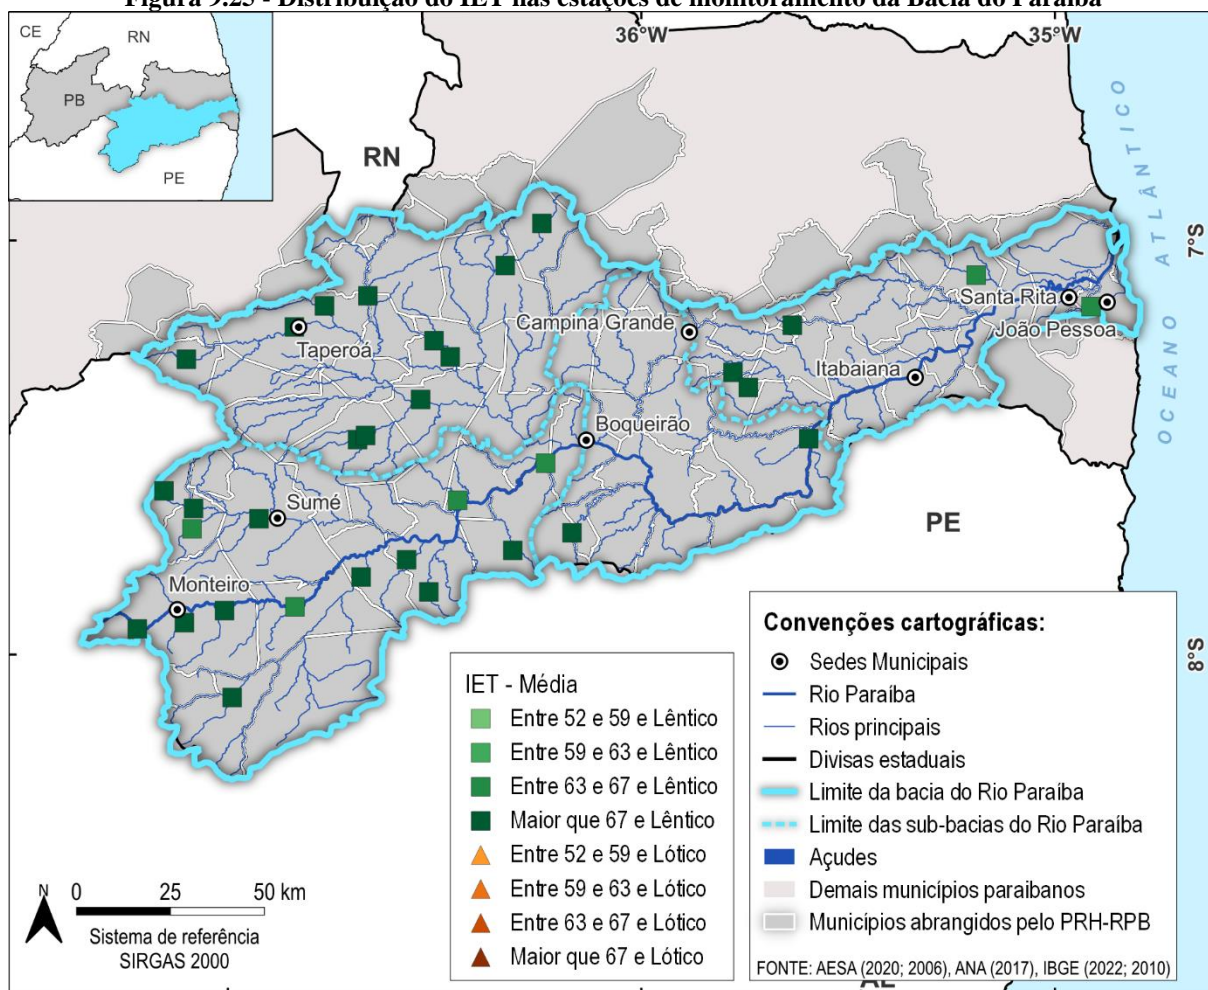 Figura 9.25 - Distribuição do IET nas estações de monitoramento da Bacia do Paraíba
36°W
35°W
CE
RN
PB
PE
RN
OCEANO ATLÂNTICO
7°S
Santa Rita
Campina Grande
João Pessoa
Taperoá
Itabaiana
Boqueirão
Sumé
PE
Monteiro
8°S
IET - Média
Entre 52 e 59 e Lêntico
Entre 59 e 63 e Lêntico
Entre 63 e 67 e Lêntico
Maior que 67 e Lêntico
Entre 52 e 59 e Lótico
Entre 59 e 63 e Lótico
Entre 63 e 67 e Lótico
Maior que 67 e Lótico
Convenções cartográficas:
Sedes Municipais
Rio Paraíba
Rios principais
Divisas estaduais
Limite da bacia do Rio Paraíba
Limite das sub-bacias do Rio Paraíba
Açudes
Demais municípios paraibanos
Municípios abrangidos pelo PRH-RPB
FONTE: AESA (2020; 2006), ANA (2017), IBGE (2022; 2010)
N
0 25 50 km
Sistema de referência
SIRGAS 2000